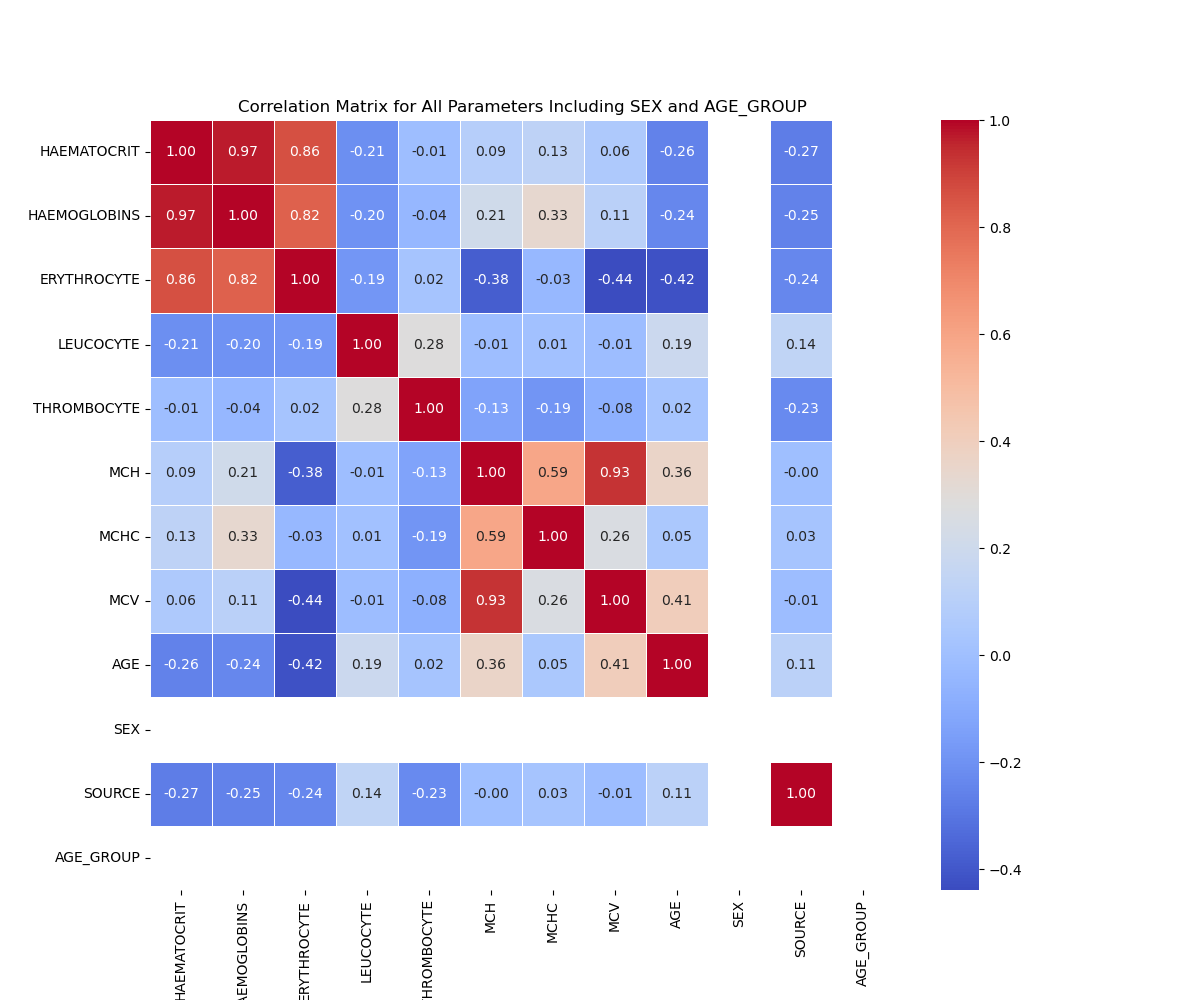 Correlation Matrix for All Parameters Including SEX and AGE_GROUP
HAEMATOCRIT 1.00 0.97 0.86 -0.21 -0.01 0.09 0.13 0.06 -0.26 -0.27
HAEMOGLOBINS 0.97 1.00 0.82 -0.20 -0.04 0.21 0.33 0.11 -0.24 -0.25
ERYTHROCYTE 0.86 0.82 1.00 -0.19 0.02 -0.38 -0.03 -0.44 -0.42 -0.24
LEUCOCYTE -0.21 -0.20 -0.19 1.00 0.28 -0.01 0.01 -0.01 0.19 0.14
THROMBOCYTE -0.01 -0.04 0.02 0.28 1.00 -0.13 -0.19 -0.08 0.02 -0.23
MCH 0.09 0.21 -0.38 -0.01 -0.13 1.00 0.59 0.93 0.36 -0.00
MCHC 0.13 0.33 -0.03 0.01 -0.19 0.59 1.00 0.26 0.05 0.03
MCV 0.06 0.11 -0.44 -0.01 -0.08 0.93 0.26 1.00 0.41 -0.01
AGE -0.26 -0.24 -0.42 0.19 0.02 0.36 0.05 0.41 1.00 0.11
SEX
SOURCE -0.27 -0.25 -0.24 0.14 -0.23 -0.00 0.03 -0.01 0.11 1.00
AGE_GROUP
HAEMATOCRIT
AEMOGLOBINS
ERYTHROCYTE
LEUCOCYTE
HROMBOCYTE
MCH
MCHC
MCV
AGE
SEX
SOURCE
AGE_GROUP
1.0
0.8
0.6
0.4
0.2
0.0
−0.2
−0.4